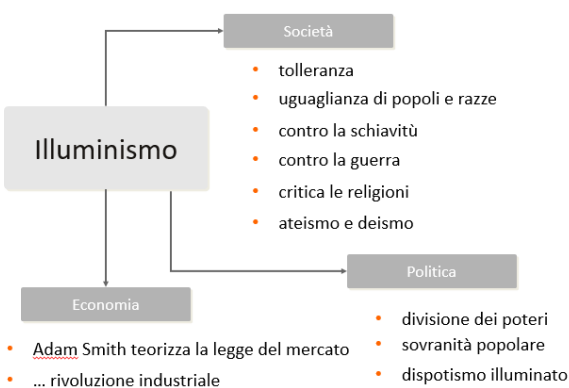 Società
tolleranza
uguaglianza di popoli e razze
contro la schiavitù
contro la guerra
critica le religioni
ateismo e deismo
Illuminismo
Politica
divisione dei poteri
sovranità popolare
dispotismo illuminato
Economia
Adam Smith teorizza la legge del mercato
... rivoluzione industriale